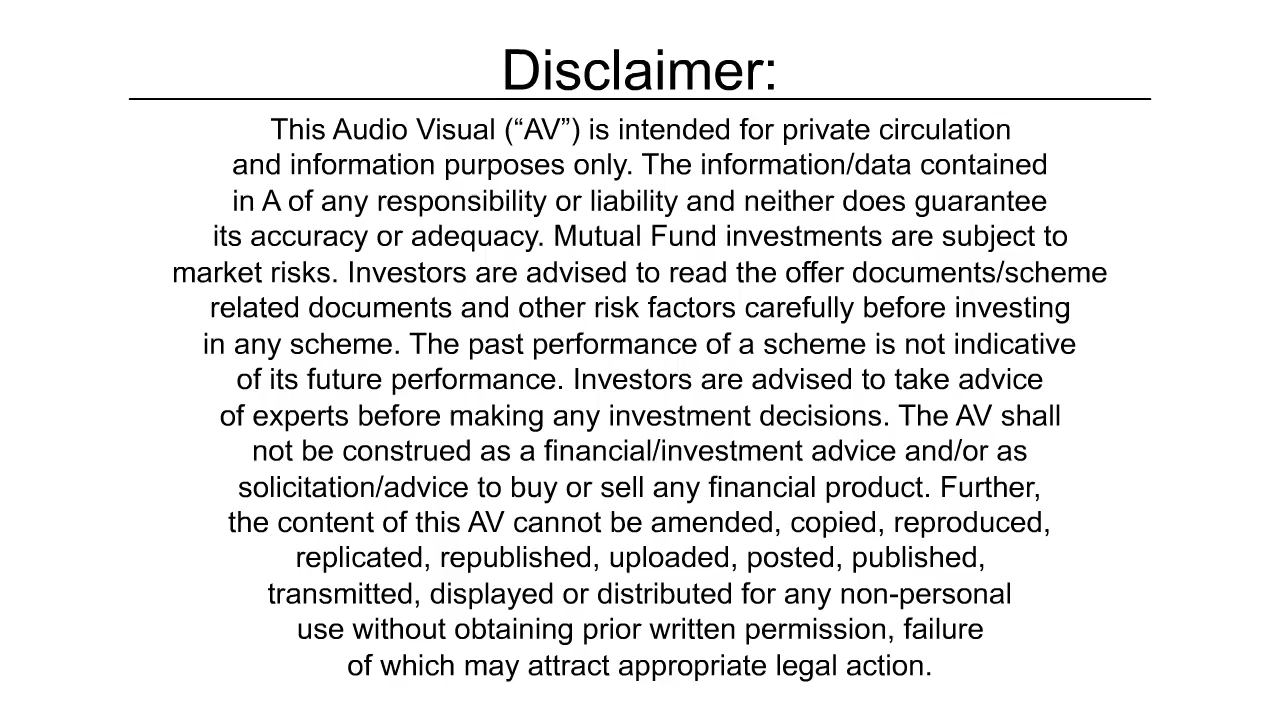 Disclaimer:
This Audio Visual (“AV”) is intended for private circulation
and information purposes only. The information/data contained
in A of any responsibility or liability and neither does guarantee
its accuracy or adequacy. Mutual Fund investments are subject to
market risks. Investors are advised to read the offer documents/scheme
related documents and other risk factors carefully before investing
in any scheme. The past performance of a scheme is not indicative
of its future performance. Investors are advised to take advice
of experts before making any investment decisions. The AV shall
not be construed as a financial/investment advice and/or as
solicitation/advice to buy or sell any financial product. Further,
the content of this AV cannot be amended, copied, reproduced,
replicated, republished, uploaded, posted, published,
transmitted, displayed or distributed for any non-personal
use without obtaining prior written permission, failure
of which may attract appropriate legal action.